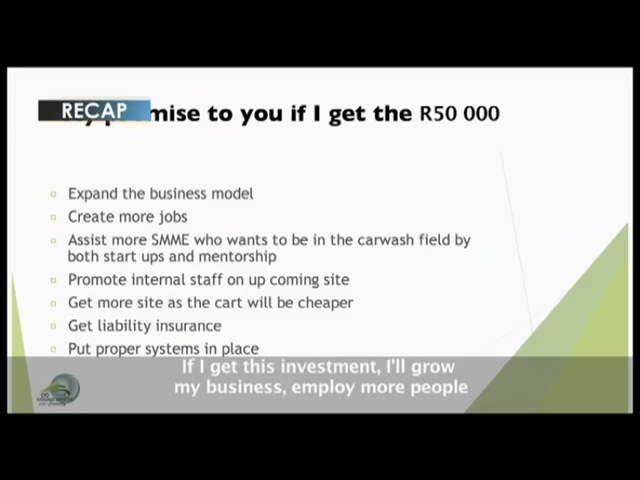 RECAP
mise to you if I get the R50 000
Expand the business model
Create more jobs
Assist more SMME who wants to be in the carwash field by
both start ups and mentorship
Promote internal staff on up coming site
Get more site as the cart will be cheaper
Get liability insurance
Put proper systems in place
If I get this investment, I'll grow
my business, employ more people